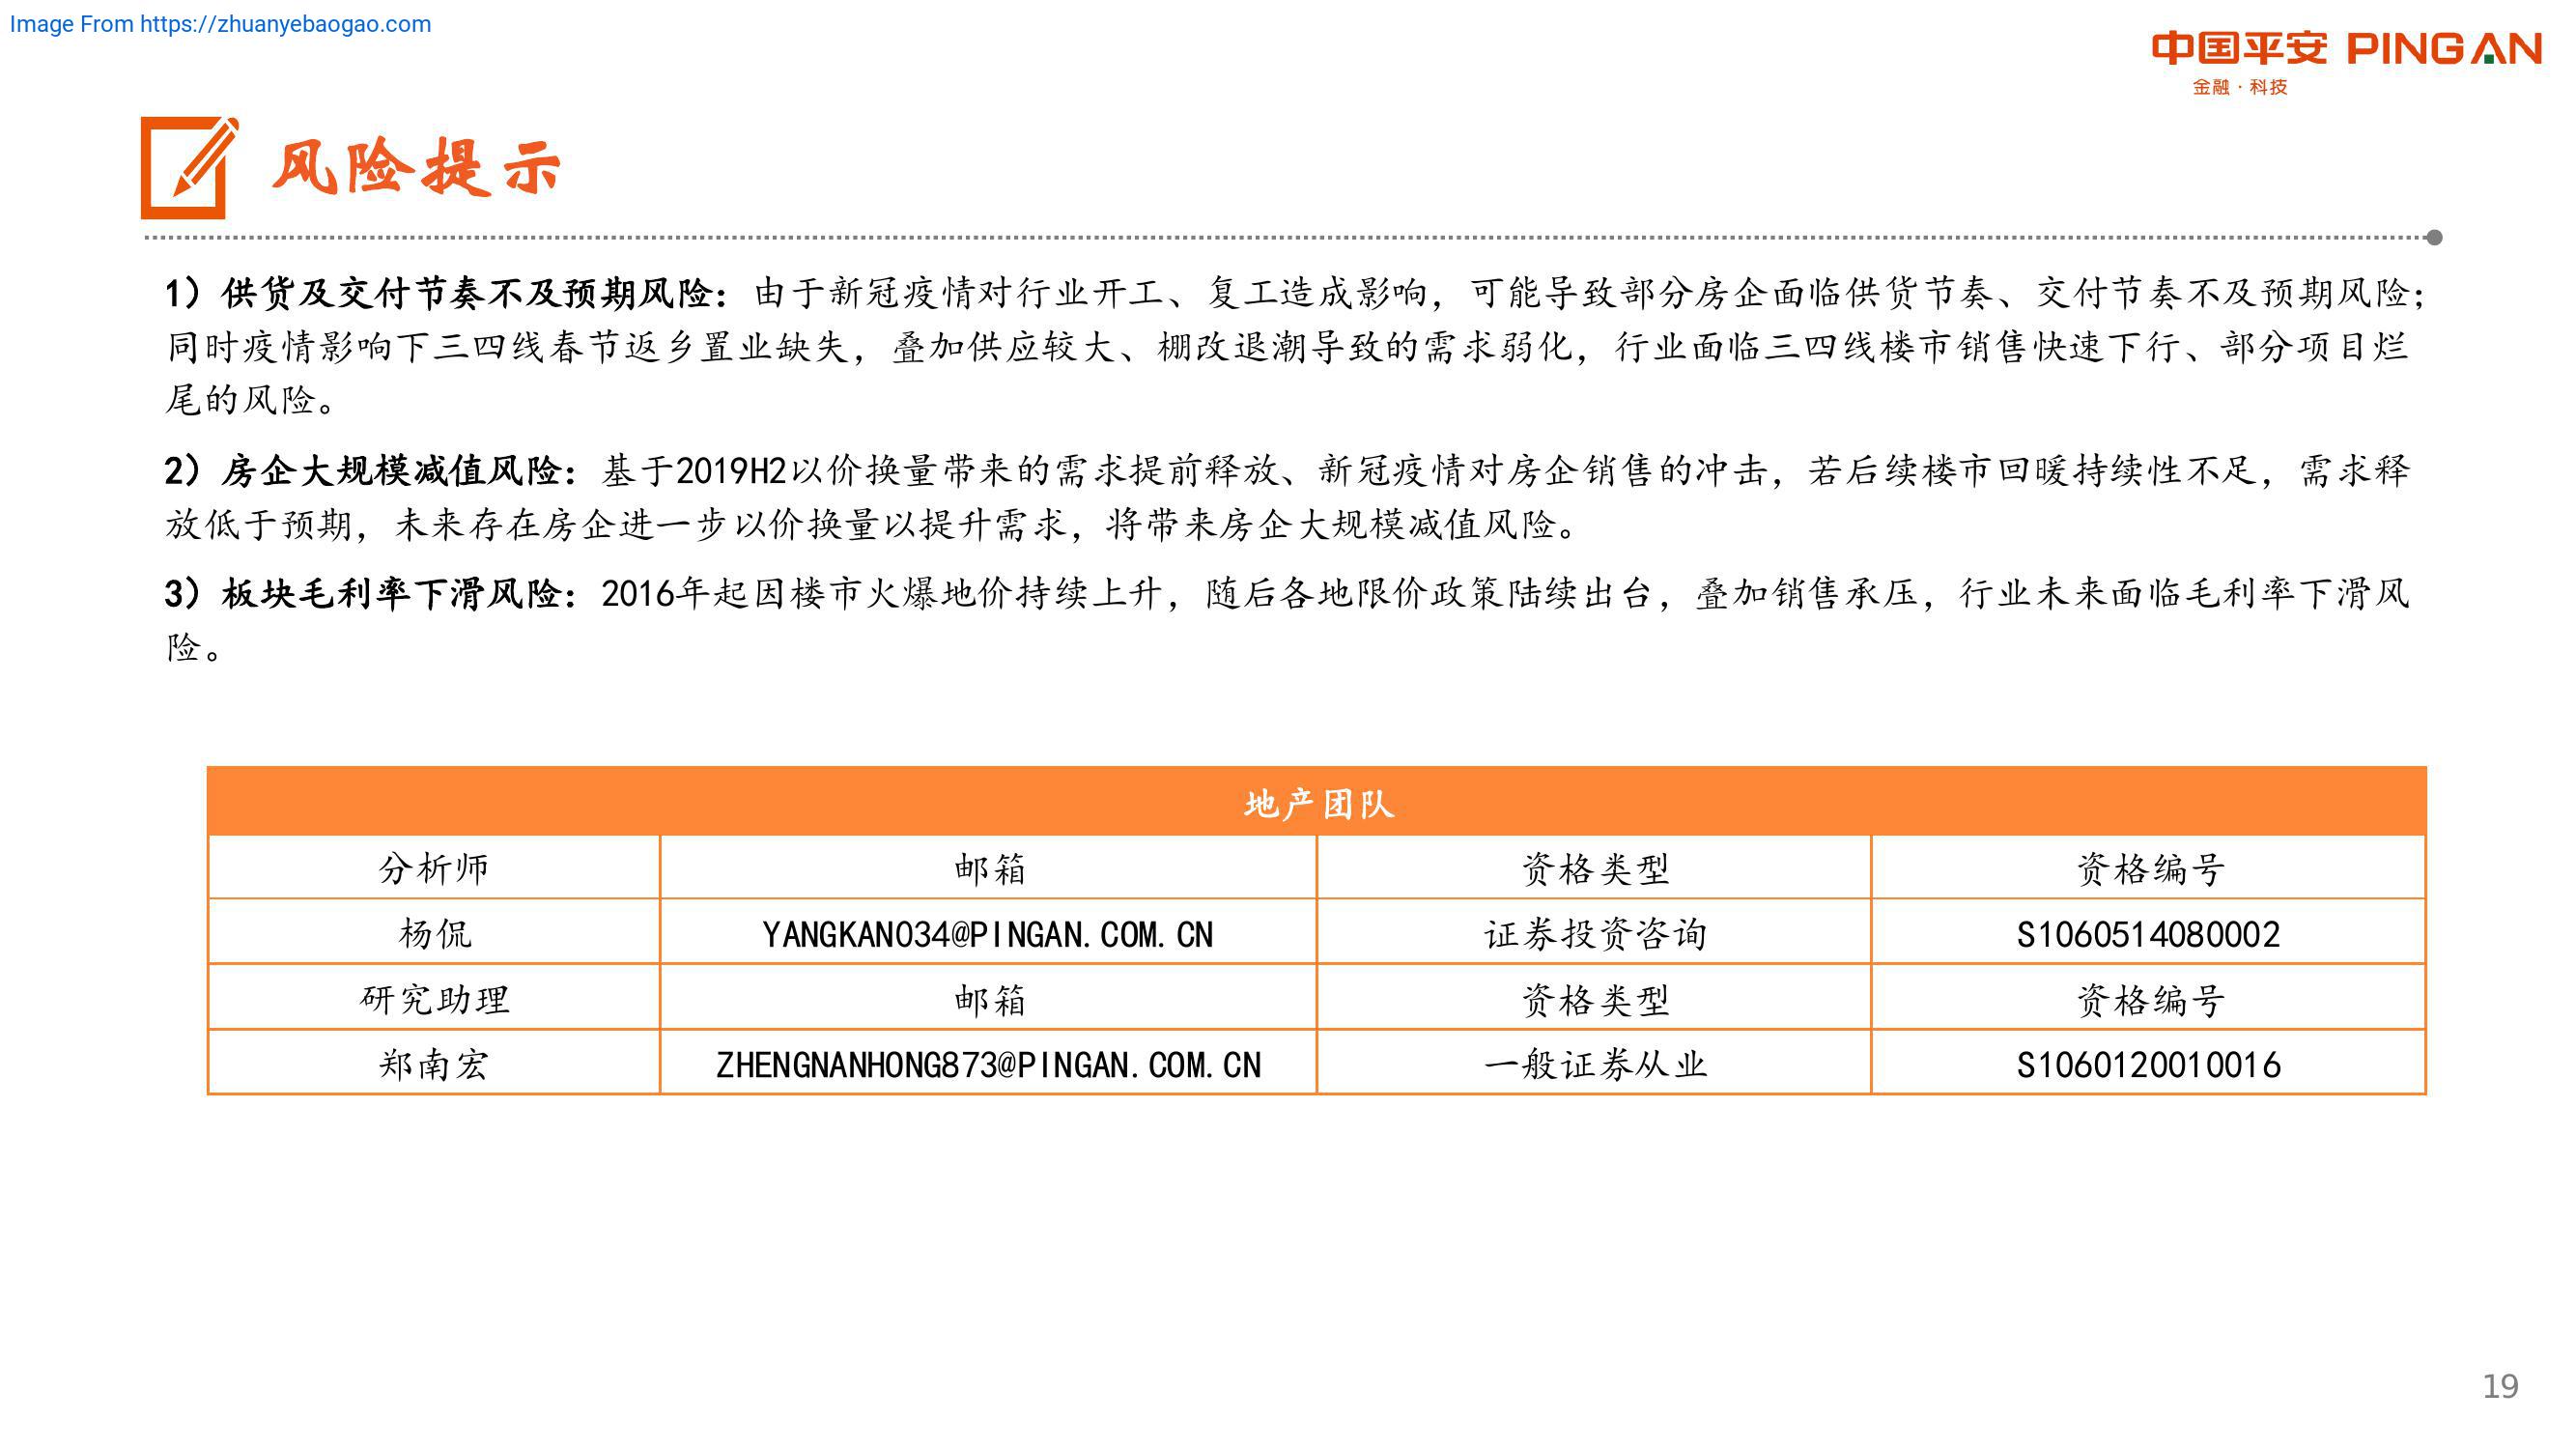 Image From https://zhuanyebaogao.com
中国平安 PINGAN
金融·科技
风险提示
1）供货及交付节奏不及预期风险：由于新冠疫情对行业开工、复工造成影响，可能导致部分房企面临供货节奏、交付节奏不及预期风险；
同时疫情影响下三四线春节返乡置业缺失，叠加供应较大、棚改退潮导致的需求弱化，行业面临三四线楼市销售快速下行、部分项目烂
尾的风险。
2）房企大规模减值风险：基于2019H2以价换量带来的需求提前释放、新冠疫情对房企销售的冲击，若后续楼市回暖持续性不足，需求释
放低于预期，未来存在房企进一步以价换量以提升需求，将带来房企大规模减值风险。
3）板块毛利率下滑风险：2016年起因楼市火爆地价持续上升，随后各地限价政策陆续出台，叠加销售承压，行业未来面临毛利率下滑风
险。
地产团队
分析师 邮箱 资格类型 资格编号
杨侃 YANGKAN034@PINGAN.COM.CN 证券投资咨询 S1060514080002
研究助理 邮箱 资格类型 资格编号
郑南宏 ZHENGNANHONG873@PINGAN.COM.CN 一般证券从业 S1060120010016
19